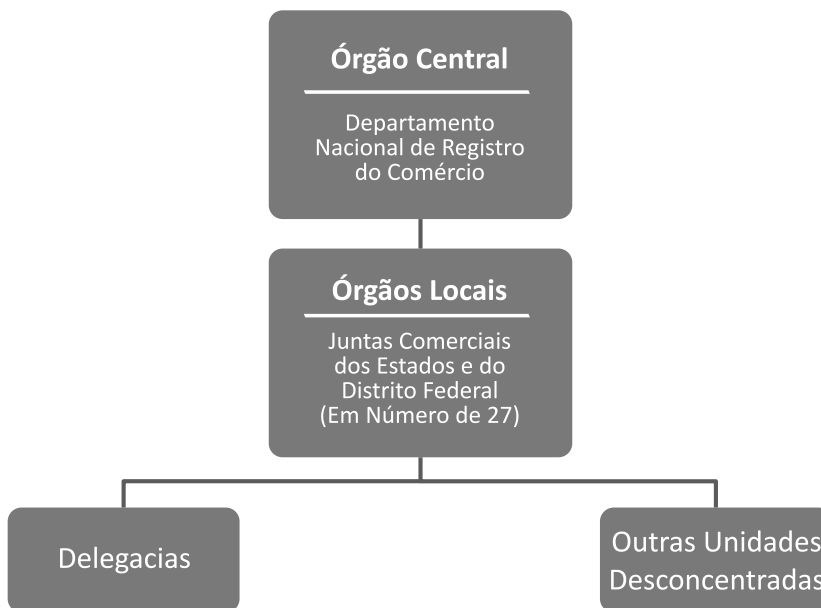 Órgão Central
Departamento
Nacional de Registro
do Comércio
Órgãos Locais
Juntas Comerciais
dos Estados e do
Distrito Federal
(Em Número de 27)
Delegacias
Outras Unidades
Desconcentradas